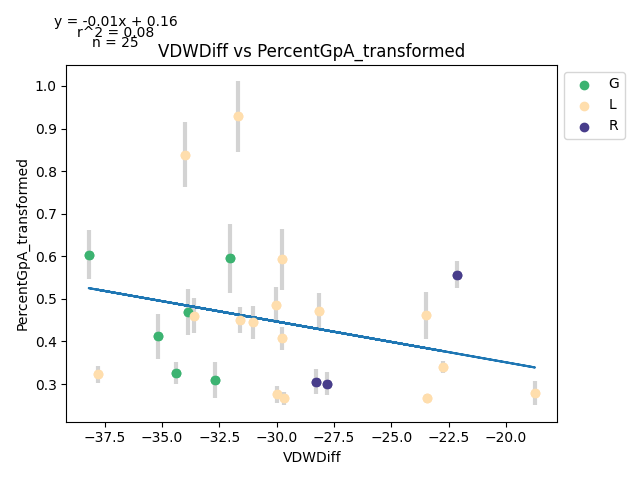 y = -0.01x + 0.16
r^2 = 0.08
n = 25
VDWDiff vs PercentGpA_transformed
G
L
R
PercentGpA_transformed
1.0
0.9
0.8
0.7
0.6
0.5
0.4
0.3
−37.5 −35.0 −32.5 −30.0 −27.5 −25.0 −22.5 −20.0
VDWDiff